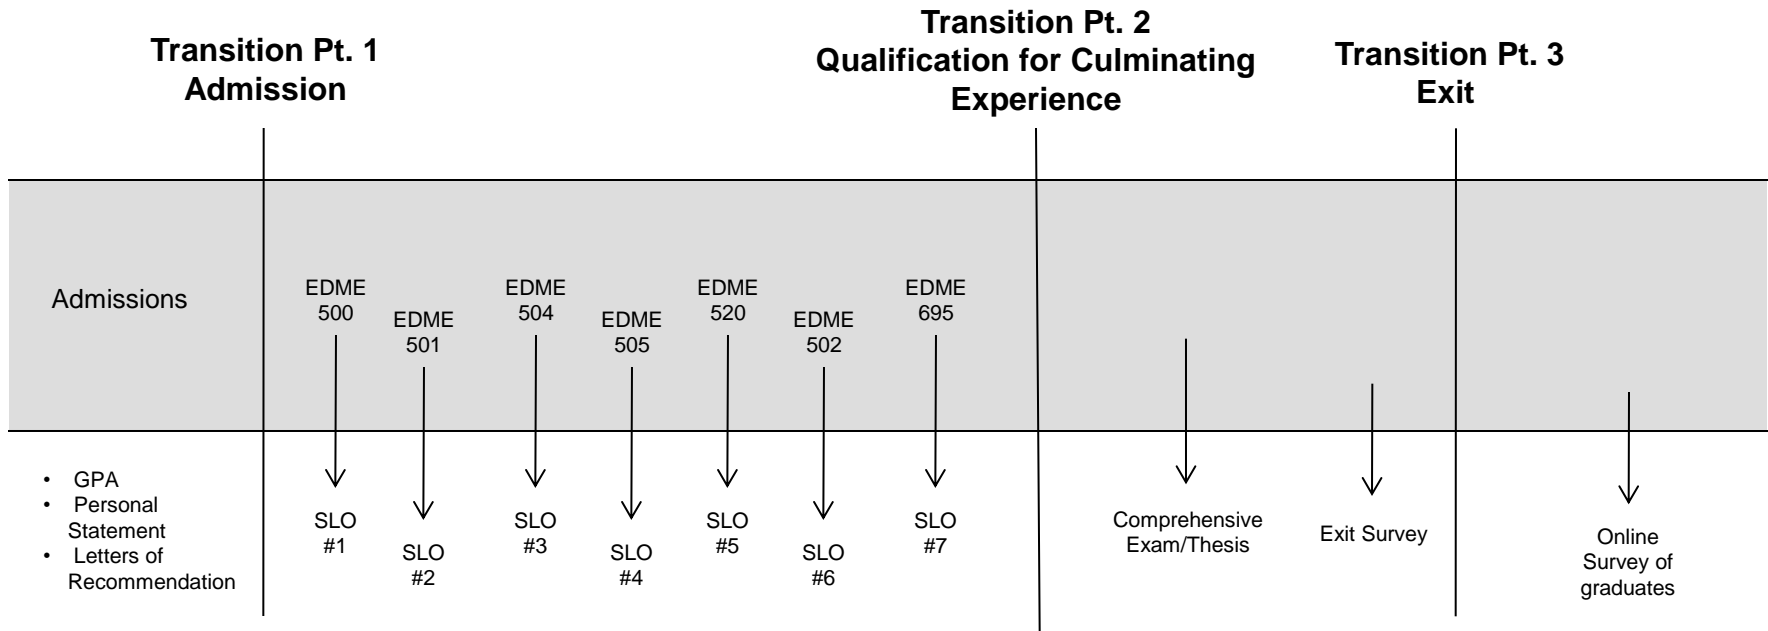 Transition Pt. 1
Admission
Transition Pt. 2
Qualification for Culminating
Experience
Transition Pt. 3
Exit
Admissions
EDME
500
EDME
501
EDME
504
EDME
505
EDME
520
EDME
502
EDME
695
• GPA
• Personal
Statement
• Letters of
Recommendation
SLO
#1
SLO
#2
SLO
#3
SLO
#4
SLO
#5
SLO
#6
SLO
#7
Comprehensive
Exam/Thesis
Exit Survey
Online
Survey of
graduates